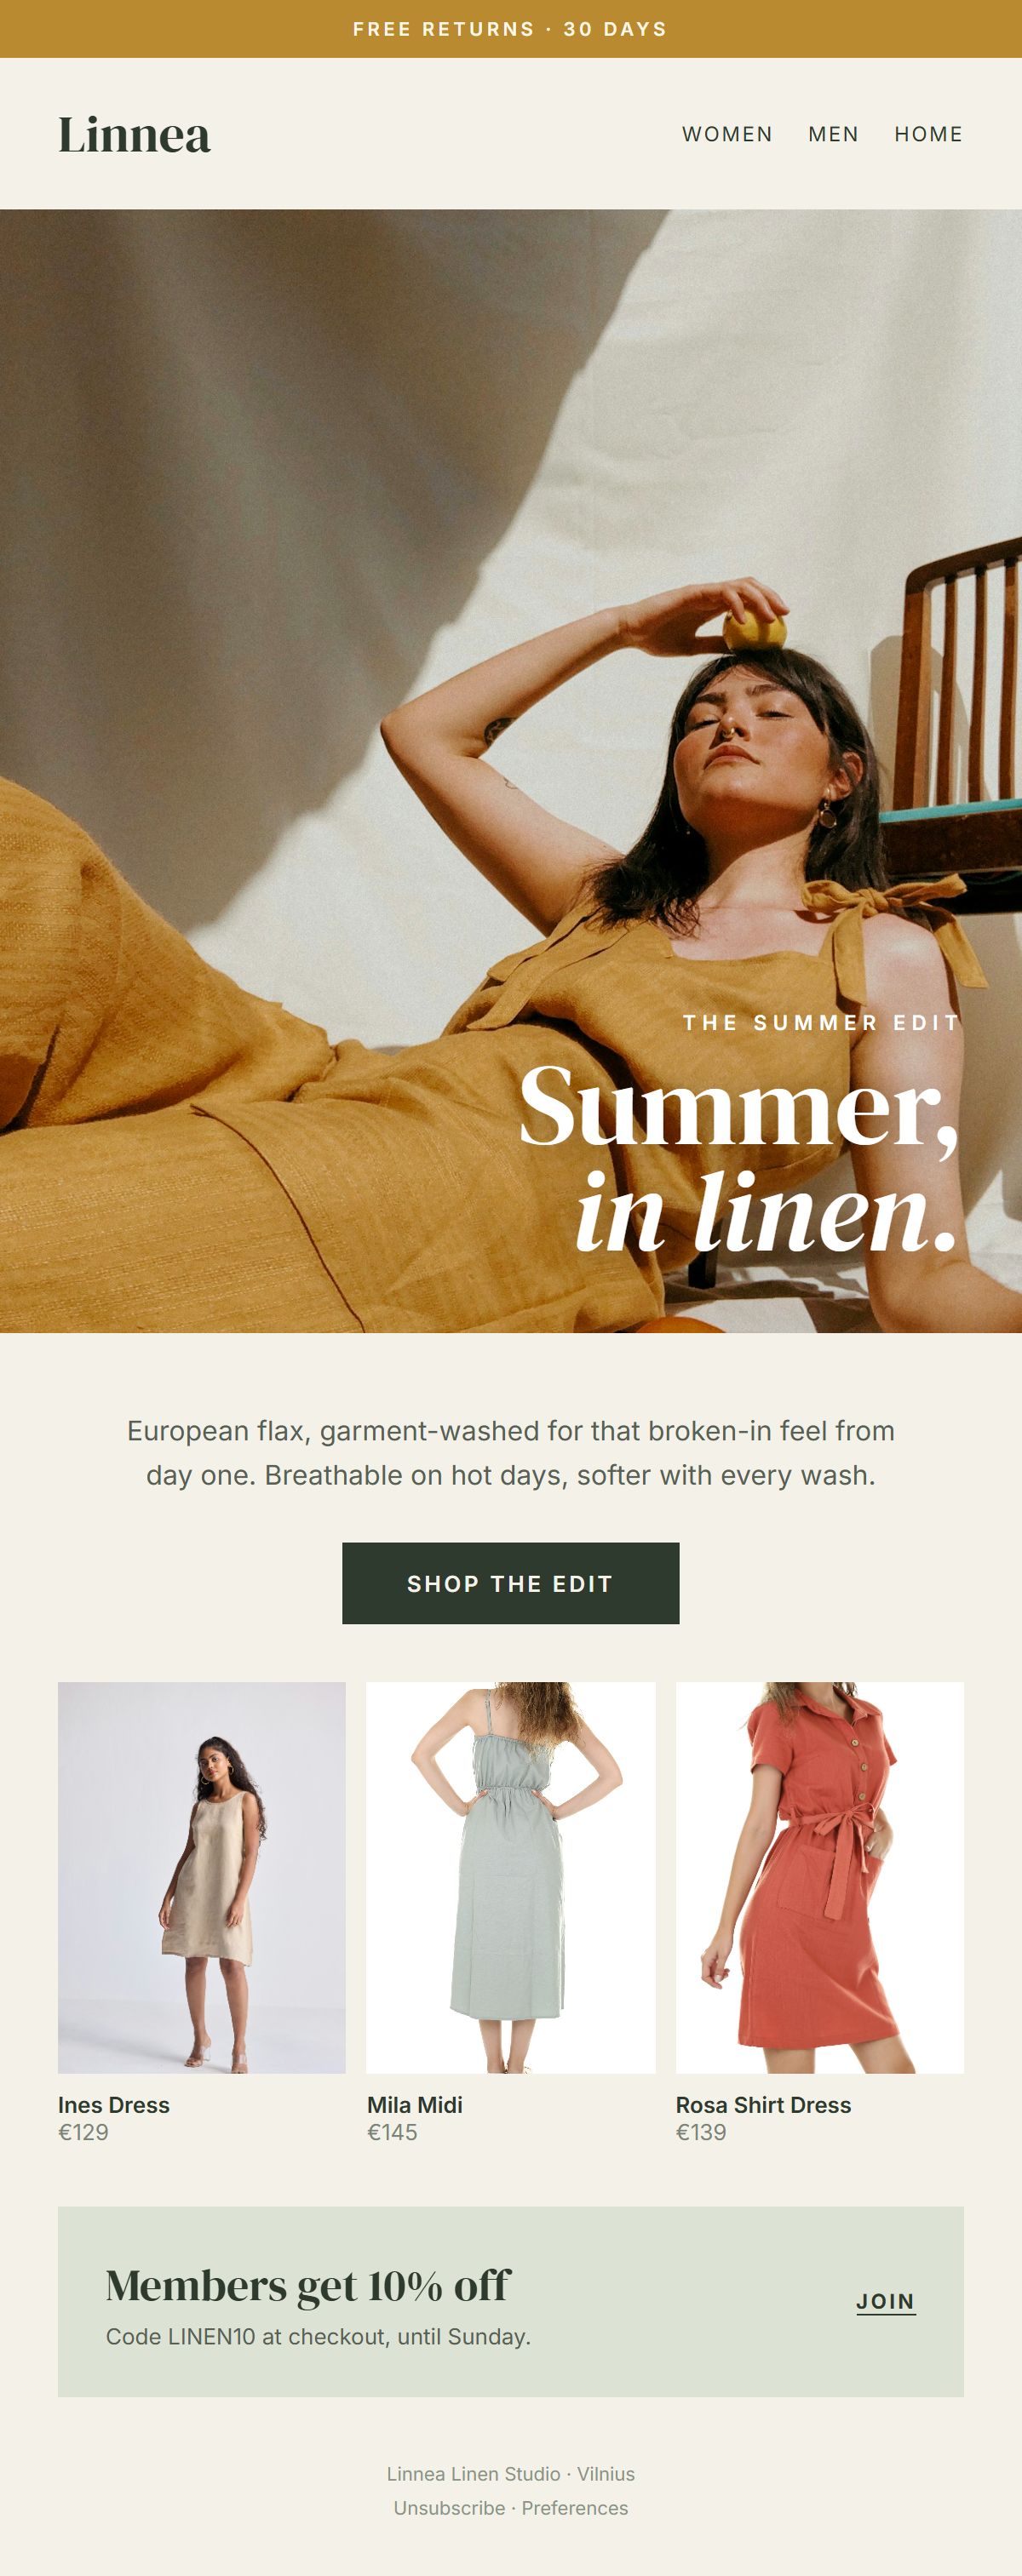 FREE RETURNS · 30 DAYS
Linnea
WOMEN MEN HOME
THE SUMMER EDIT
Summer,
in linen.
European flax, garment-washed for that broken-in feel from
day one. Breathable on hot days, softer with every wash.
SHOP THE EDIT
Ines Dress
€129
Mila Midi
€145
Rosa Shirt Dress
€139
Members get 10% off
Code LINEN10 at checkout, until Sunday.
JOIN
Linnea Linen Studio · Vilnius
Unsubscribe · Preferences